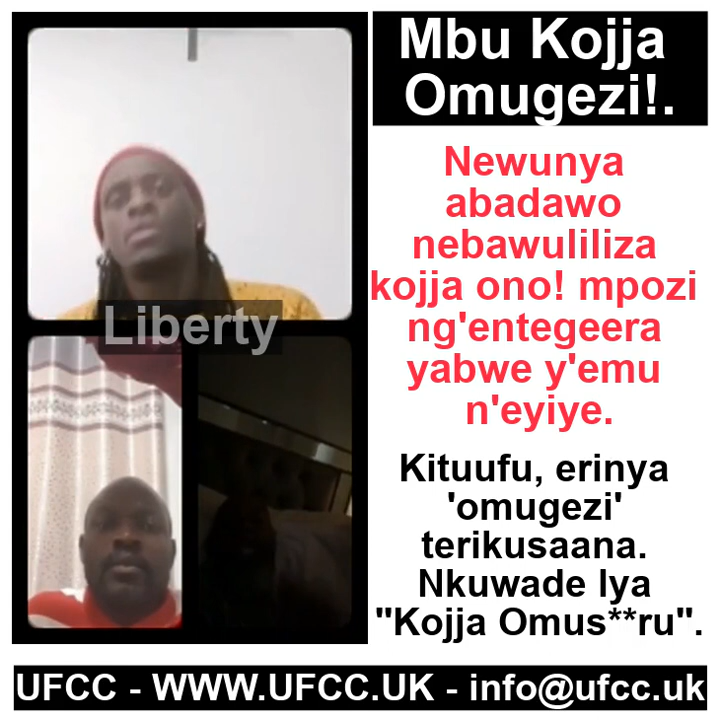 Mbu Kojja
Omugezi!.
Newunya
abadawo
nebawuliliza
kojja ono! mpozi
ng'entegeera
yabwe y'emu
n'eyiye.
Liberty
Kituufu, erinya
'omugezi'
terikusaana.
Nkuwade lya
"Kojja Omus**ru".
UFCC - WWW.UFCC.UK - info@ufcc.uk